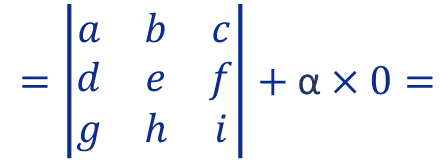 = | a b c |
| d e f | + α × 0 =
| g h i |